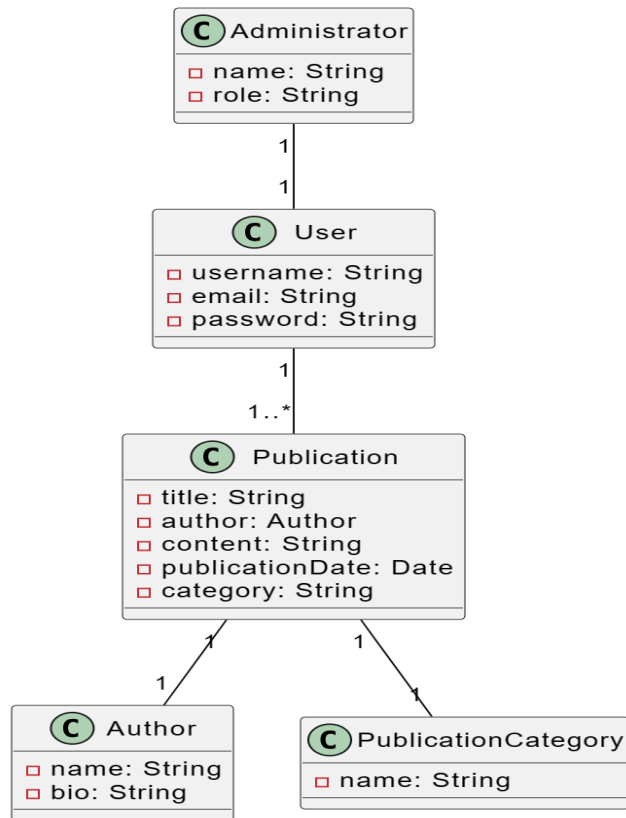 C Administrator
name: String
role: String
1
1
C User
username: String
email: String
password: String
1
1..*
C Publication
title: String
author: Author
content: String
publicationDate: Date
category: String
1
1
1
1
C Author
name: String
bio: String
C PublicationCategory
name: String